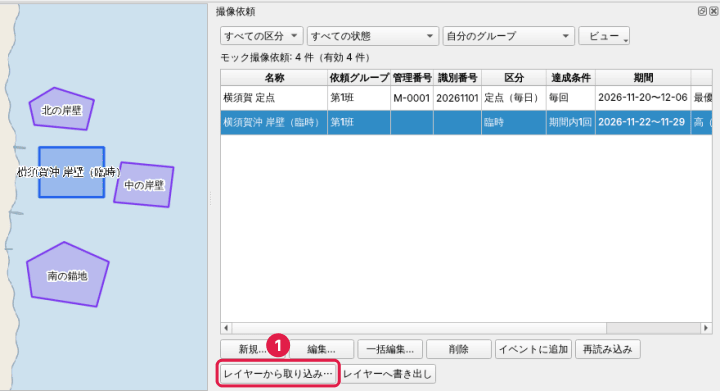 撮像依頼
すべての区分 すべての状態 自分のグループ ビュー
モック撮像依頼: 4 件（有効 4 件）
名称 依頼グループ 管理番号 識別番号 区分 達成条件 期間
横須賀 定点 第1班 M-0001 20261101 定点（毎日） 毎回 2026-11-20〜12-06 最優
横須賀沖 岸壁（臨時） 第1班 臨時 期間内1回 2026-11-22〜11-29 高（
北の岸壁
横須賀沖 岸壁（臨時）
中の岸壁
南の錨地
新規... 1 編集... 一括編集... 削除 イベントに追加 再読み込み
レイヤーから取り込み… レイヤーへ書き出し